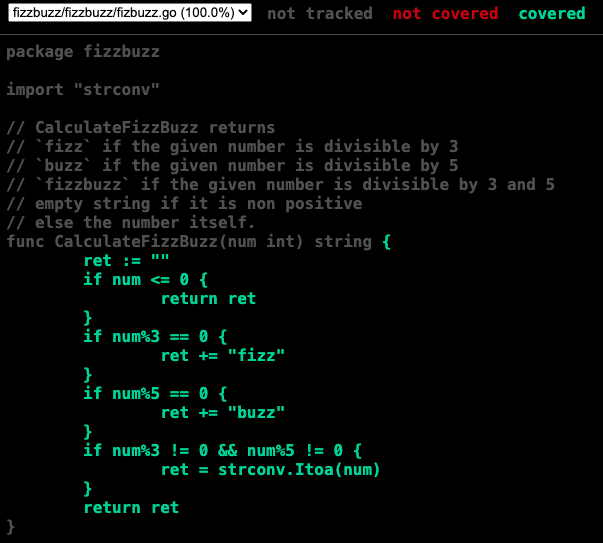 fizzbuzz/fizzbuzz/fizbuzz.go (100.0%) not tracked not covered covered
package fizzbuzz
import "strconv"
// CalculateFizzBuzz returns
// `fizz` if the given number is divisible by 3
// `buzz` if the given number is divisible by 5
// `fizzbuzz` if the given number is divisible by 3 and 5
// empty string if it is non positive
// else the number itself.
func CalculateFizzBuzz(num int) string {
        ret := ""
        if num <= 0 {
                return ret
        }
        if num%3 == 0 {
                ret += "fizz"
        }
        if num%5 == 0 {
                ret += "buzz"
        }
        if num%3 != 0 && num%5 != 0 {
                ret = strconv.Itoa(num)
        }
        return ret
}